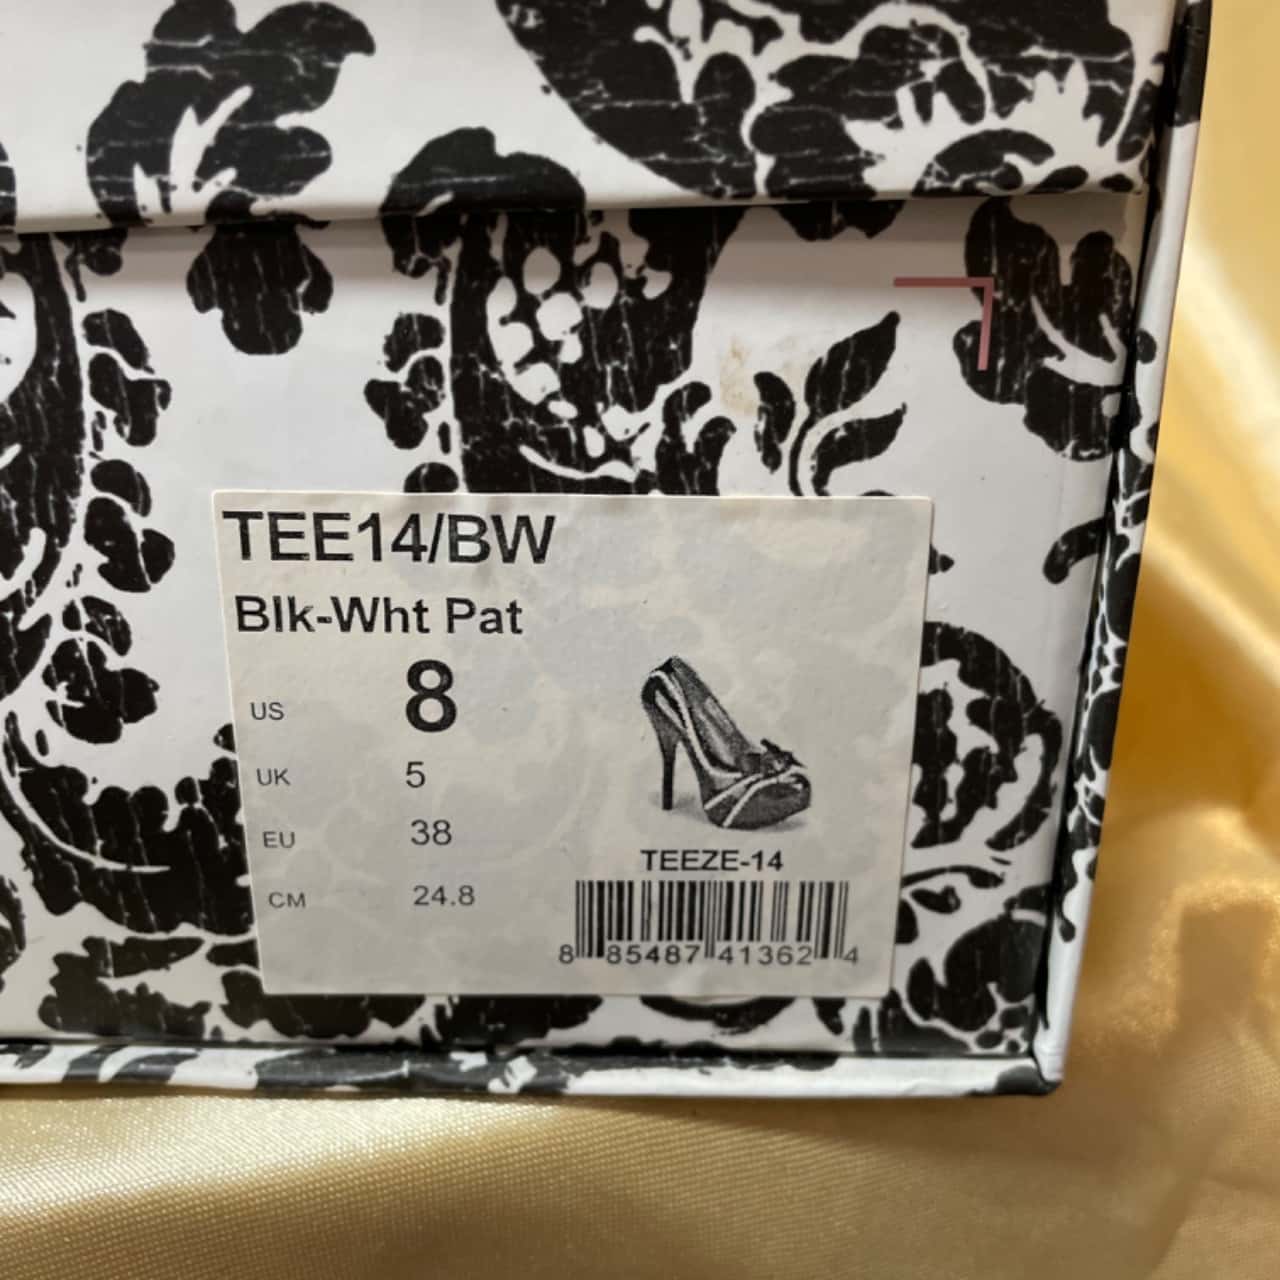 TEE14/BW
Blk-Wht Pat
US 8
UK 5
EU 38
CM 24.8
TEEZE-14
8 85487 41362 4